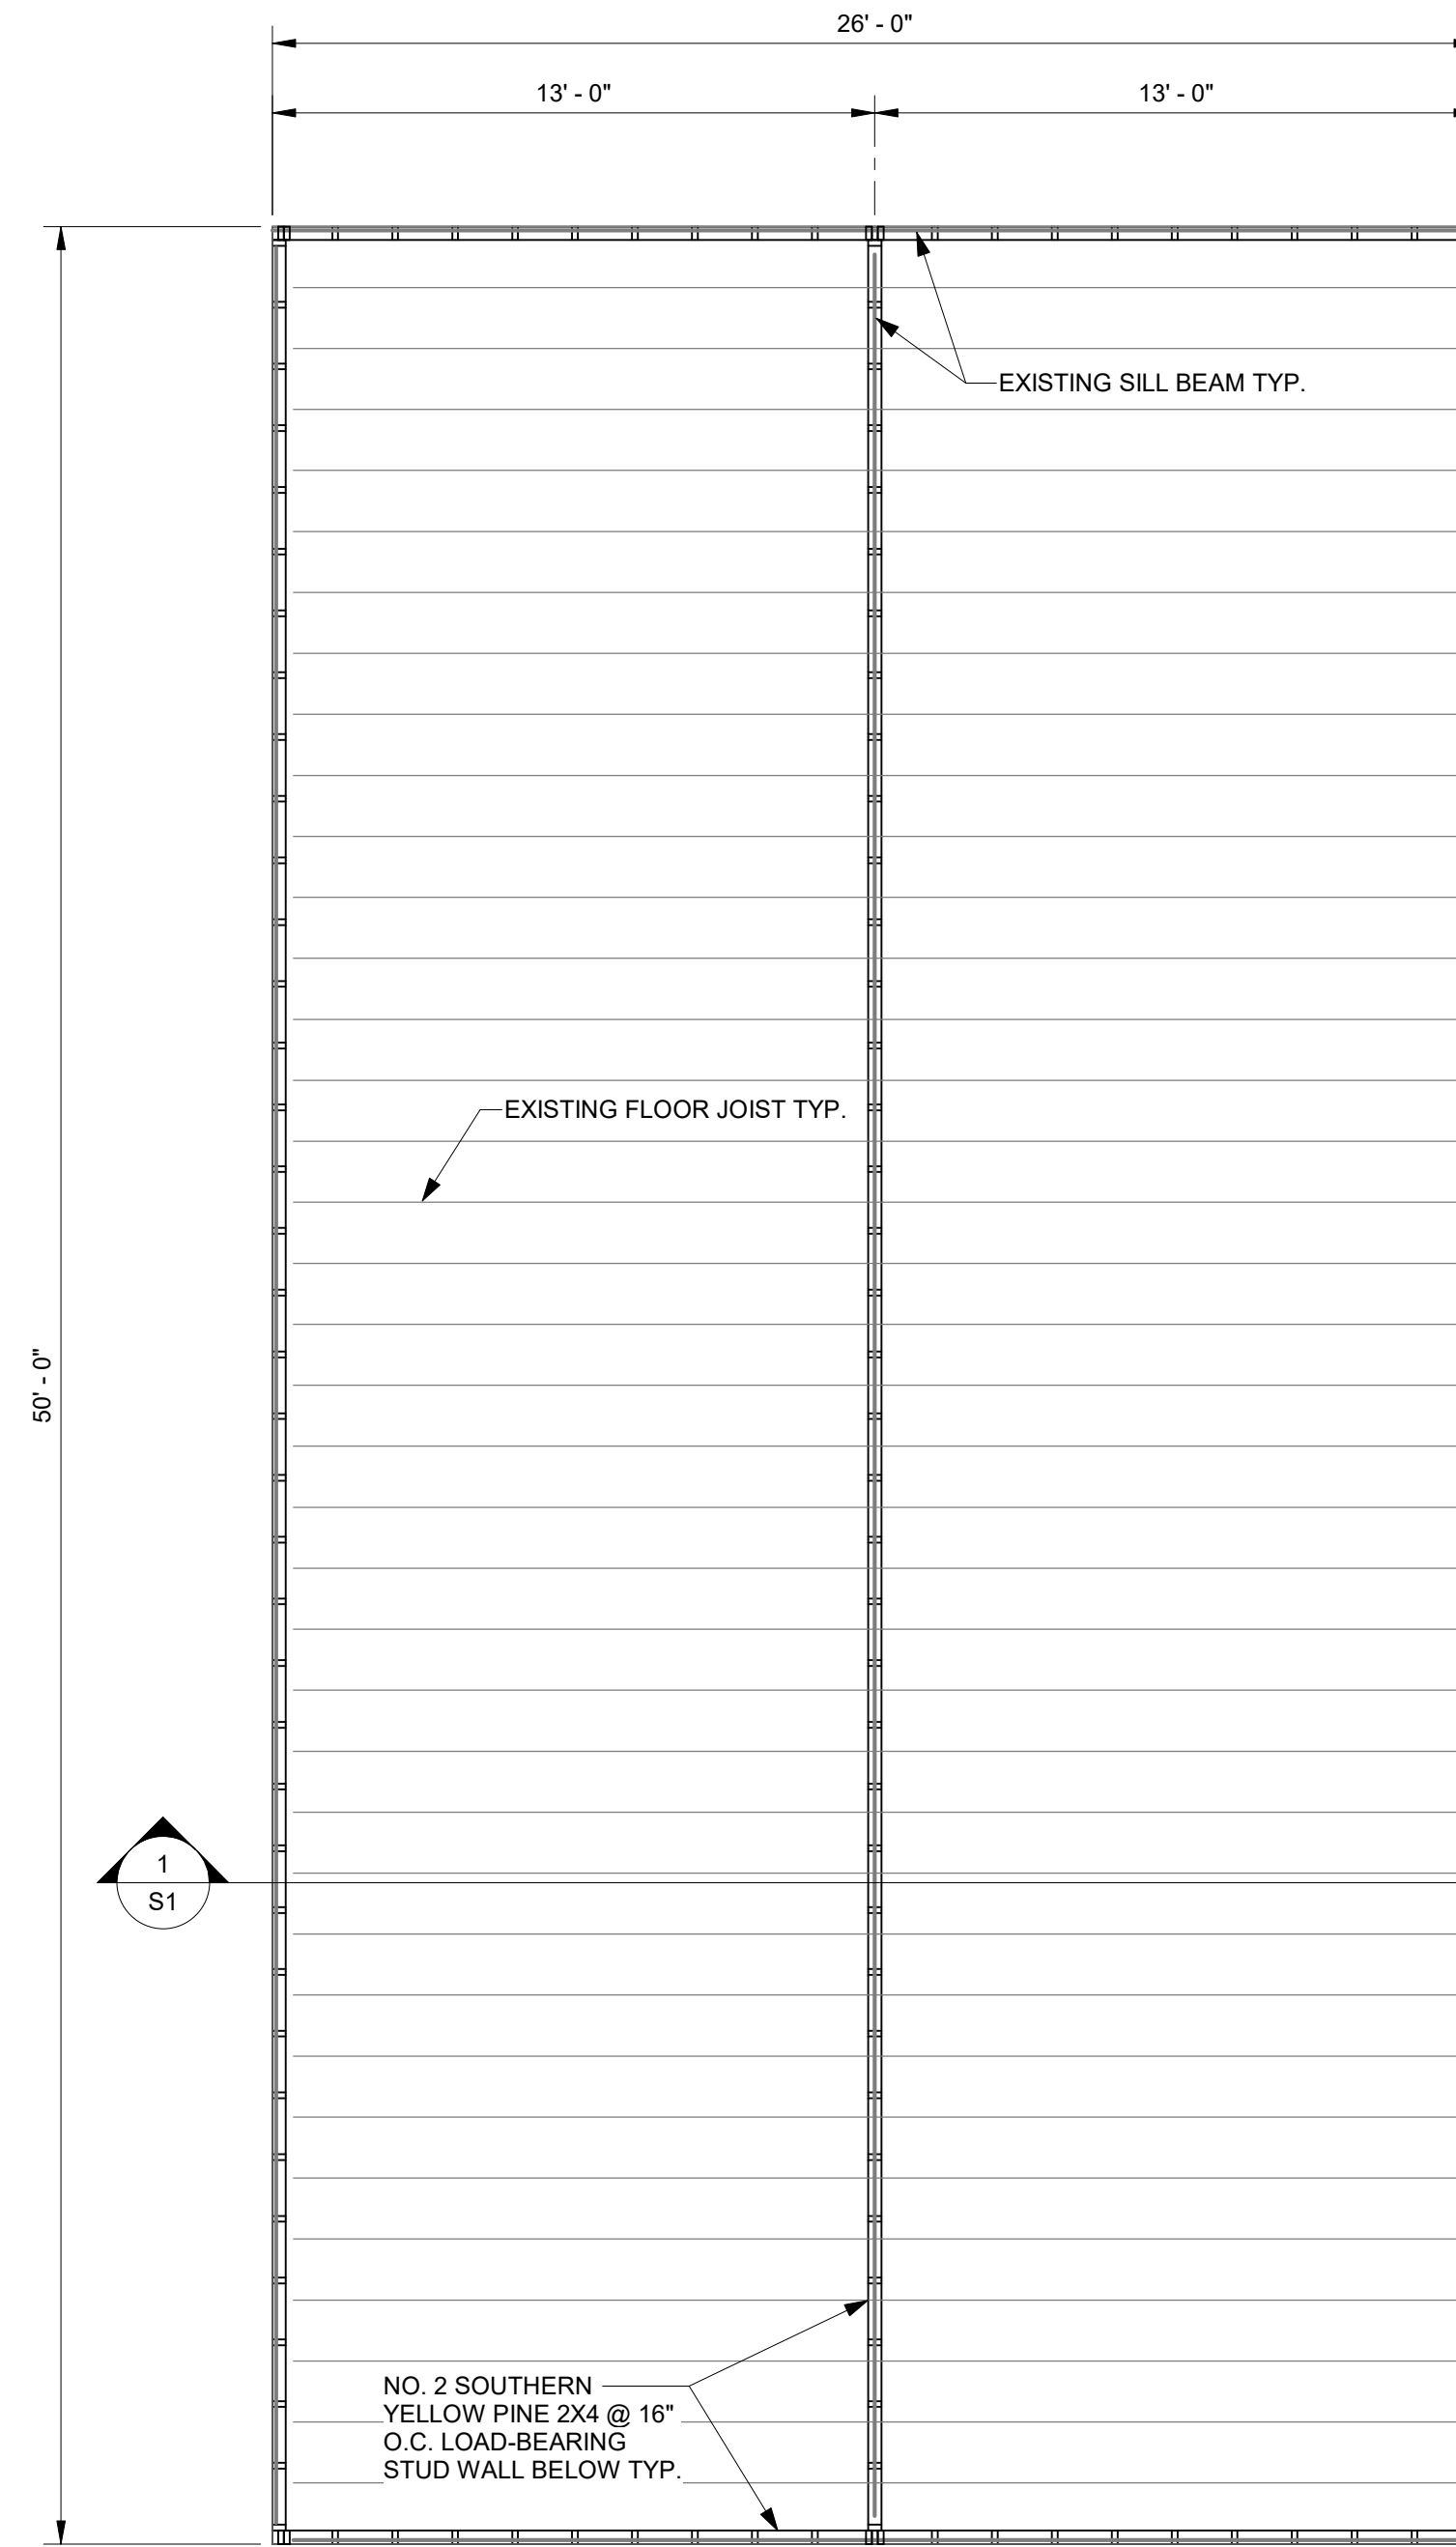 26' - 0"
13' - 0"
13' - 0"
EXISTING SILL BEAM TYP.
EXISTING FLOOR JOIST TYP.
50' - 0"
1
S1
NO. 2 SOUTHERN
YELLOW PINE 2X4 @ 16"
O.C. LOAD-BEARING
STUD WALL BELOW TYP.